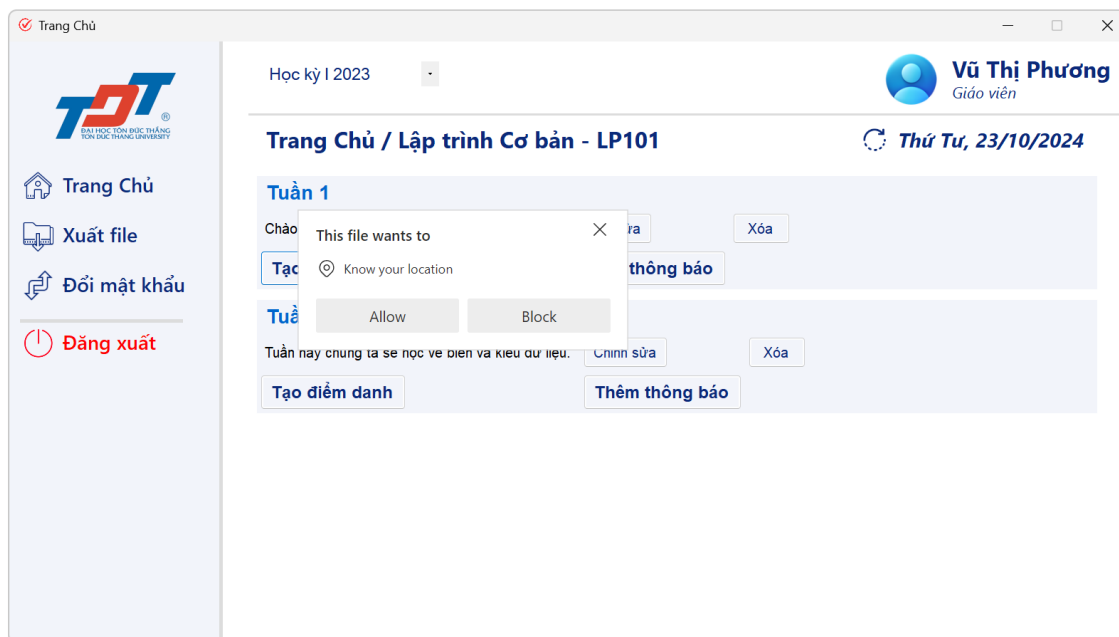 Trang Chủ
Học kỳ I 2023
Vũ Thị Phương
Giáo viên
ĐẠI HỌC TÔN ĐỨC THẮNG
TON DUC THANG UNIVERSITY
®
Trang Chủ / Lập trình Cơ bản - LP101
Thứ Tư, 23/10/2024
Trang Chủ
Xuất file
Đổi mật khẩu
Đăng xuất
Tuần 1
Chào
Xóa
thông báo
This file wants to
Know your location
Allow
Block
Tuần này chúng ta sẽ học về biến và kiểu dữ liệu.
Chỉnh sửa
Xóa
Tạo điểm danh
Thêm thông báo